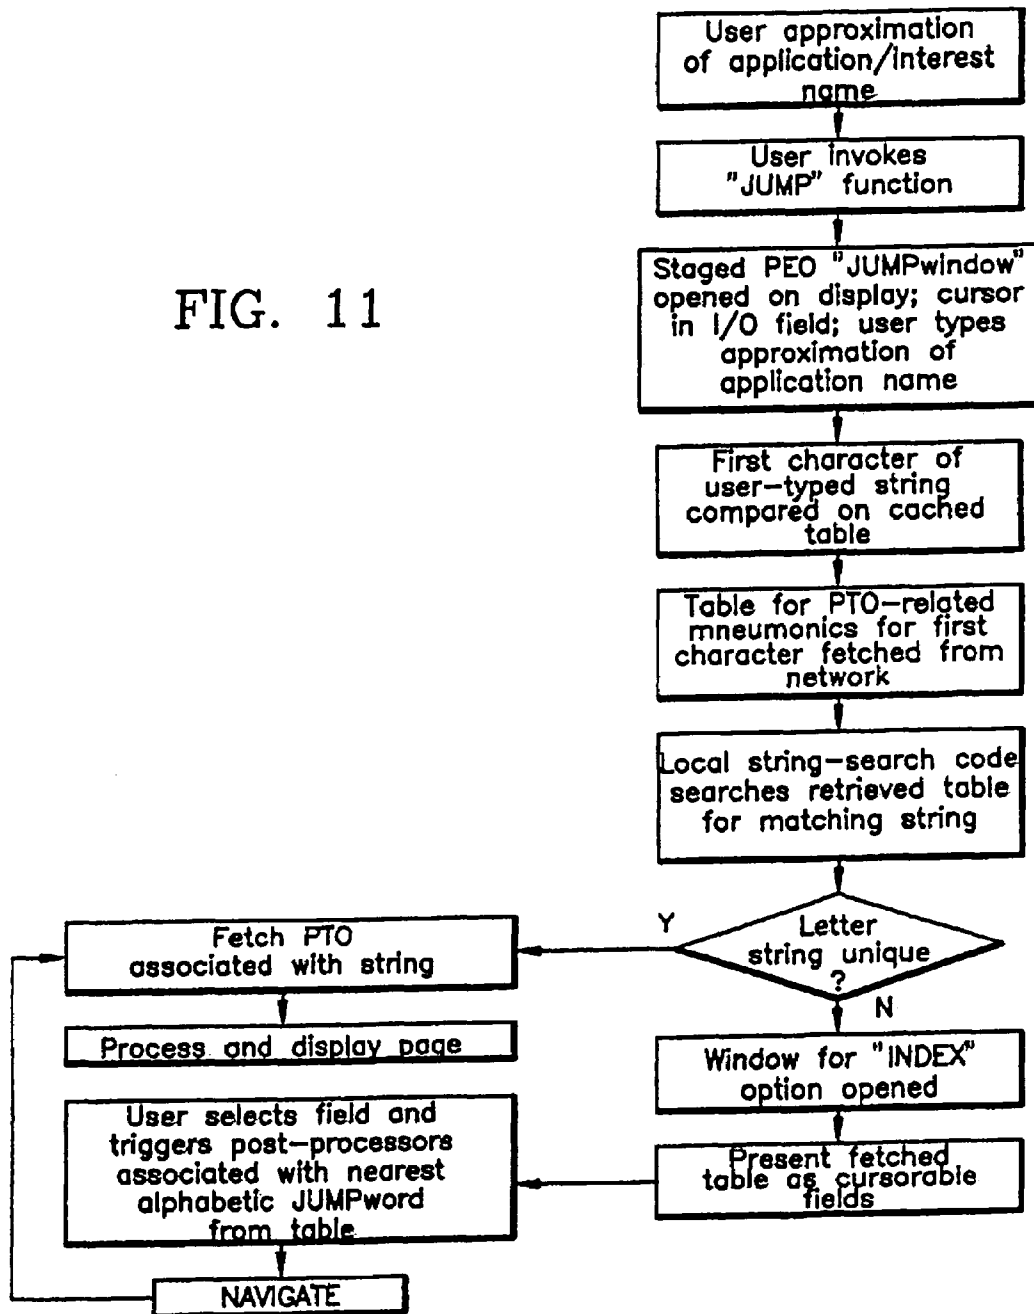 User approximation
of application/interest
name
User invokes
"JUMP" function
FIG. 11
Staged PEO "JUMPwindow"
opened on display; cursor
in I/O field; user types
approximation of
application name
First character of
user-typed string
compared on cached
table
Table for PTO-related
mneumonics for first
character fetched from
network
Local string-search code
searches retrieved table
for matching string
Letter
string unique
?
Y
N
Fetch PTO
associated with string
Process and display page
Window for "INDEX"
option opened
Present fetched
table as cursorable
fields
User selects field and
triggers post-processors
associated with nearest
alphabetic JUMPword
from table
NAVIGATE